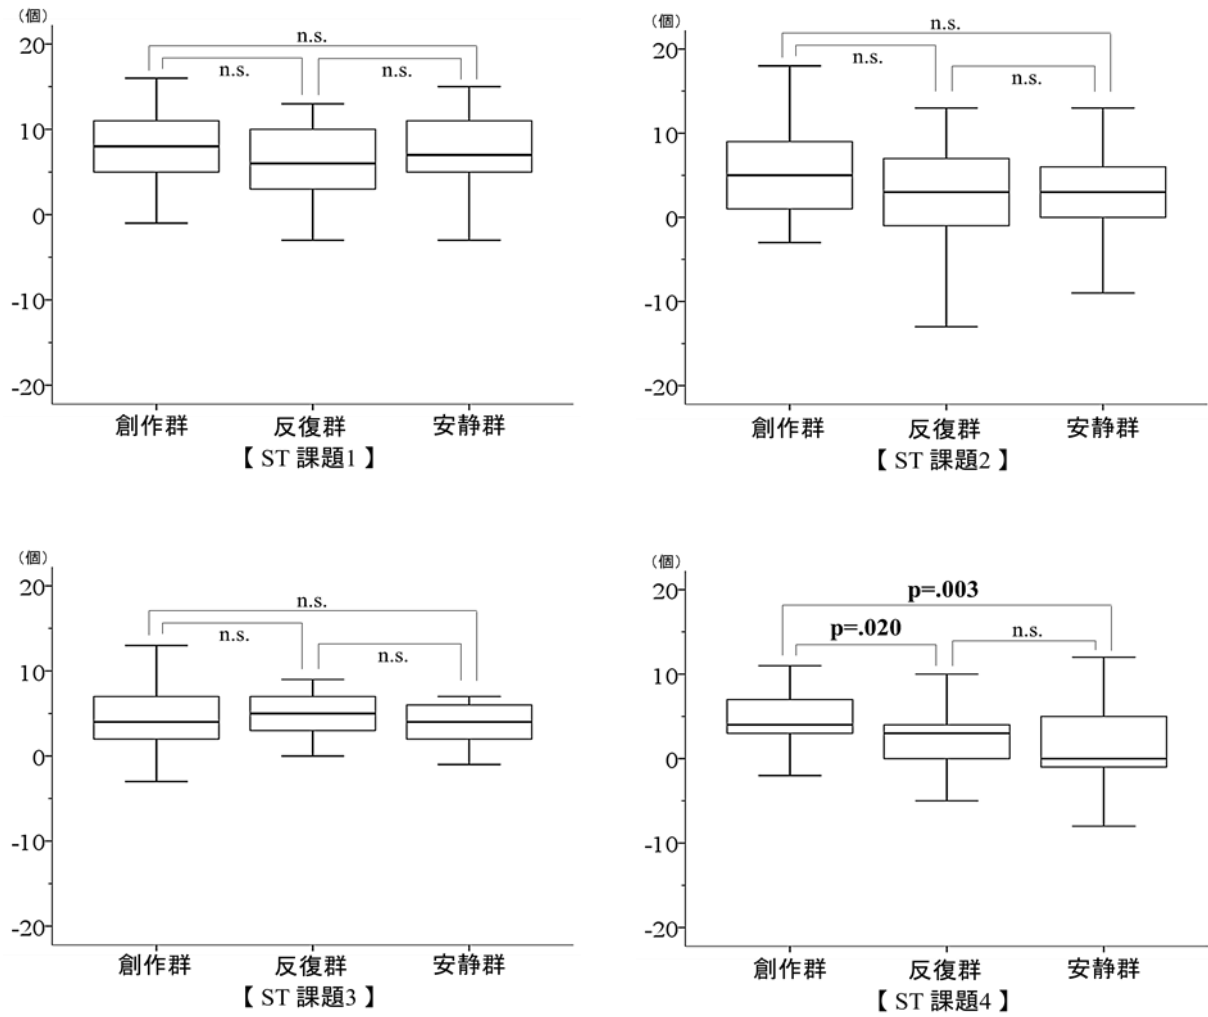 （個）
20
10
0
-10
-20
n.s.
n.s.
n.s.
創作群
反復群
安静群
【 ST 課題1 】
（個）
20
10
0
-10
-20
n.s.
n.s.
n.s.
創作群
反復群
安静群
【 ST 課題2 】
（個）
20
10
0
-10
-20
n.s.
n.s.
n.s.
創作群
反復群
安静群
【 ST 課題3 】
（個）
20
10
0
-10
-20
p=.003
p=.020
n.s.
創作群
反復群
安静群
【 ST 課題4 】